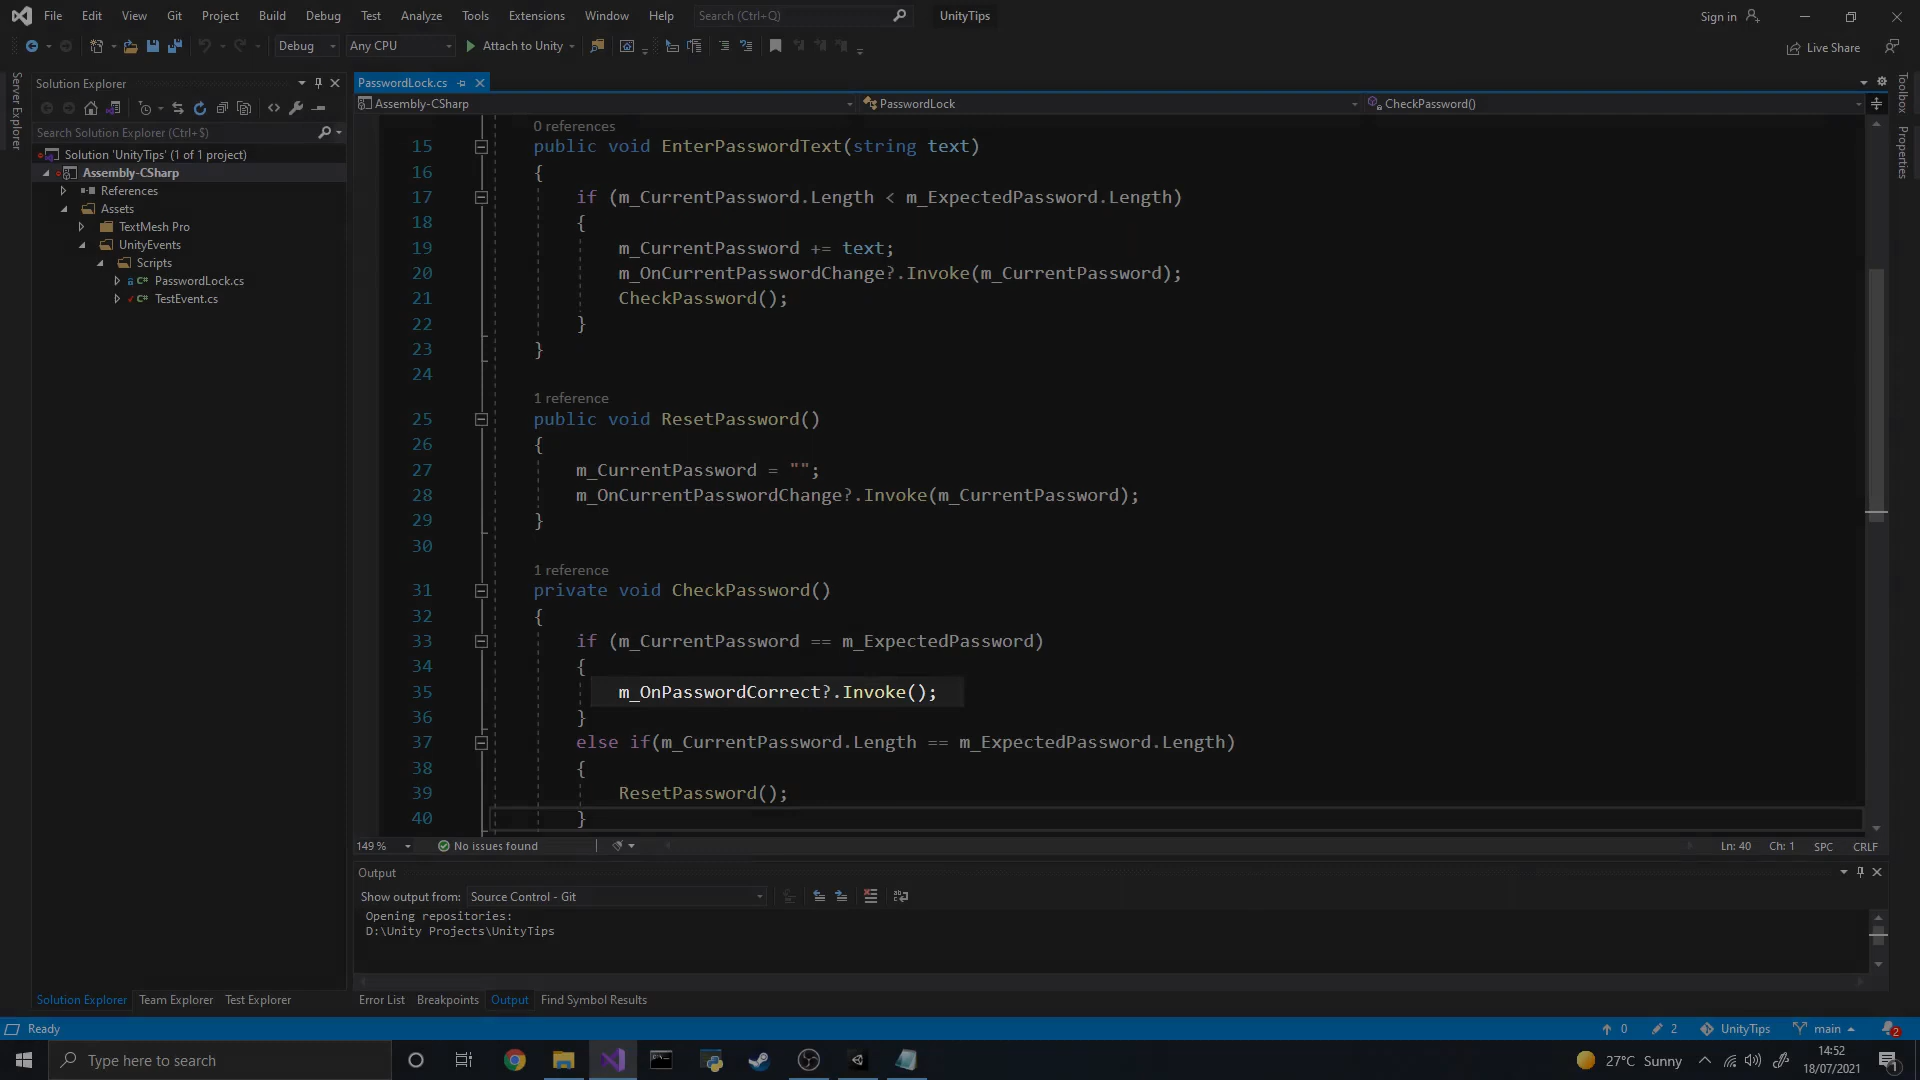 File Edit View Git Project Build Debug Test Analyze Tools Extensions Window Help Search (Ctrl+Q) UnityTips Sign in
Debug Any CPU Attach to Unity Live Share
Server Explorer
Solution Explorer
Search Solution Explorer (Ctrl+$)
Solution 'UnityTips' (1 of 1 project)
Assembly-CSharp
References
Assets
TextMesh Pro
UnityEvents
Scripts
PasswordLock.cs
TestEvent.cs
Solution Explorer Team Explorer Test Explorer
PasswordLock.cs
Assembly-CSharp PasswordLock CheckPassword()
0 references
15 public void EnterPasswordText(string text)
16 {
17 if (m_CurrentPassword.Length < m_ExpectedPassword.Length)
18 {
19 m_CurrentPassword += text;
20 m_OnCurrentPasswordChange?.Invoke(m_CurrentPassword);
21 CheckPassword();
22 }
23 }
24
1 reference
25 public void ResetPassword()
26 {
27 m_CurrentPassword = "";
28 m_OnCurrentPasswordChange?.Invoke(m_CurrentPassword);
29 }
30
1 reference
31 private void CheckPassword()
32 {
33 if (m_CurrentPassword == m_ExpectedPassword)
34 {
35 m_OnPasswordCorrect?.Invoke();
36 }
37 else if(m_CurrentPassword.Length == m_ExpectedPassword.Length)
38 {
39 ResetPassword();
40 }
149 % No issues found Ln: 40 Ch: 1 SPC CRLF
Output
Show output from: Source Control - Git
Opening repositories:
D:\Unity Projects\UnityTips
Error List Breakpoints Output Find Symbol Results
Toolbox
Properties
Ready 0 2 UnityTips main 2
Type here to search 27°C Sunny 14:52
18/07/2021 1